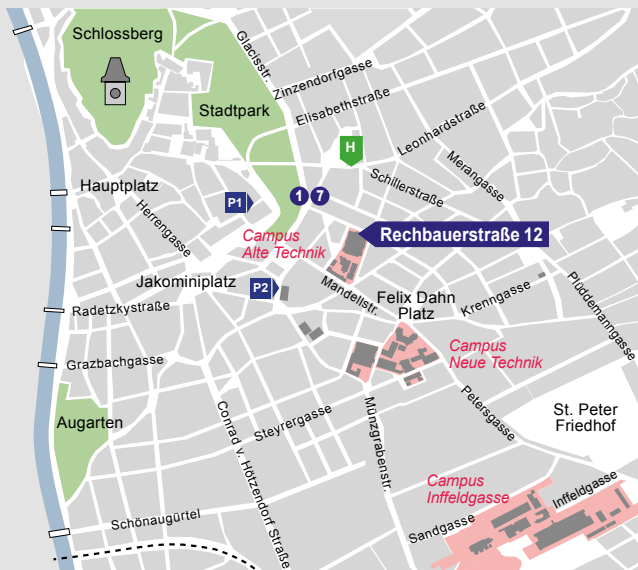 Schlossberg
Glacisstr.
Zinzendorfgasse
Stadtpark
Elisabethstraße
Leonhardstraße
H
Merangasse
Schillerstraße
Hauptplatz
Herrengasse
P1
1 7
Campus
Alte Technik
Rechbauerstraße 12
Jakominiplatz
P2
Mandellstr.
Felix Dahn
Platz
Krenngasse
Plüddemanngasse
Radetzkystraße
Grazbachgasse
Campus
Neue Technik
Augarten
Conrad v. Hötzendorf Straße
Steyrergasse
Münzgrabenstr.
Petersgasse
St. Peter
Friedhof
Schönaugürtel
Campus
Inffeldgasse
Sandgasse
Inffeldgasse